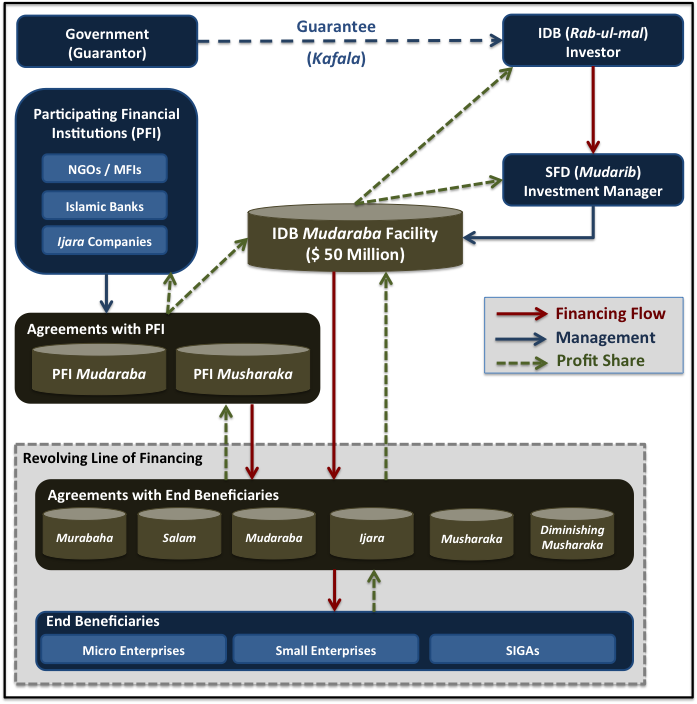 Government
(Guarantor)
Guarantee
(Kafala)
IDB (Rab-ul-mal)
Investor
Participating Financial
Institutions (PFI)
NGOs / MFIs
Islamic Banks
Ijara Companies
SFD (Mudarib)
Investment Manager
IDB Mudaraba Facility
($ 50 Million)
Financing Flow
Management
Profit Share
Agreements with PFI
PFI Mudaraba
PFI Musharaka
Revolving Line of Financing
Agreements with End Beneficiaries
Murabaha
Salam
Mudaraba
Ijara
Musharaka
Diminishing
Musharaka
End Beneficiaries
Micro Enterprises
Small Enterprises
SIGAs